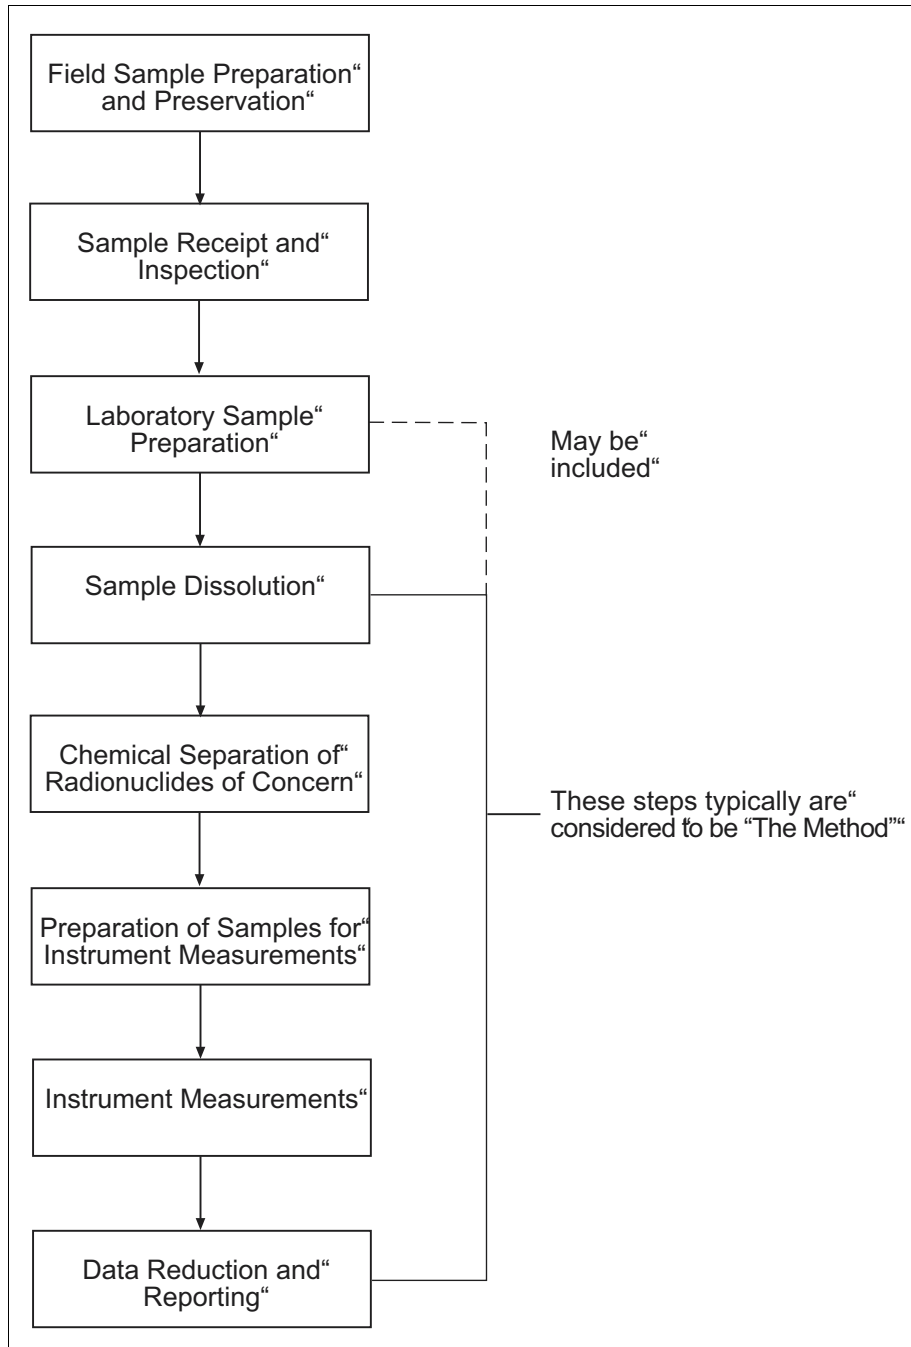 Field Sample Preparation“
and Preservation“
Sample Receipt and“
Inspection“
Laboratory Sample“
Preparation“
May be“
included“
Sample Dissolution“
Chemical Separation of“
Radionuclides of Concern“
These steps typically are“
considered “to be “The Method”“
Preparation of Samples for“
Instrument Measurements“
Instrument Measurements“
Data Reduction and“
Reporting“